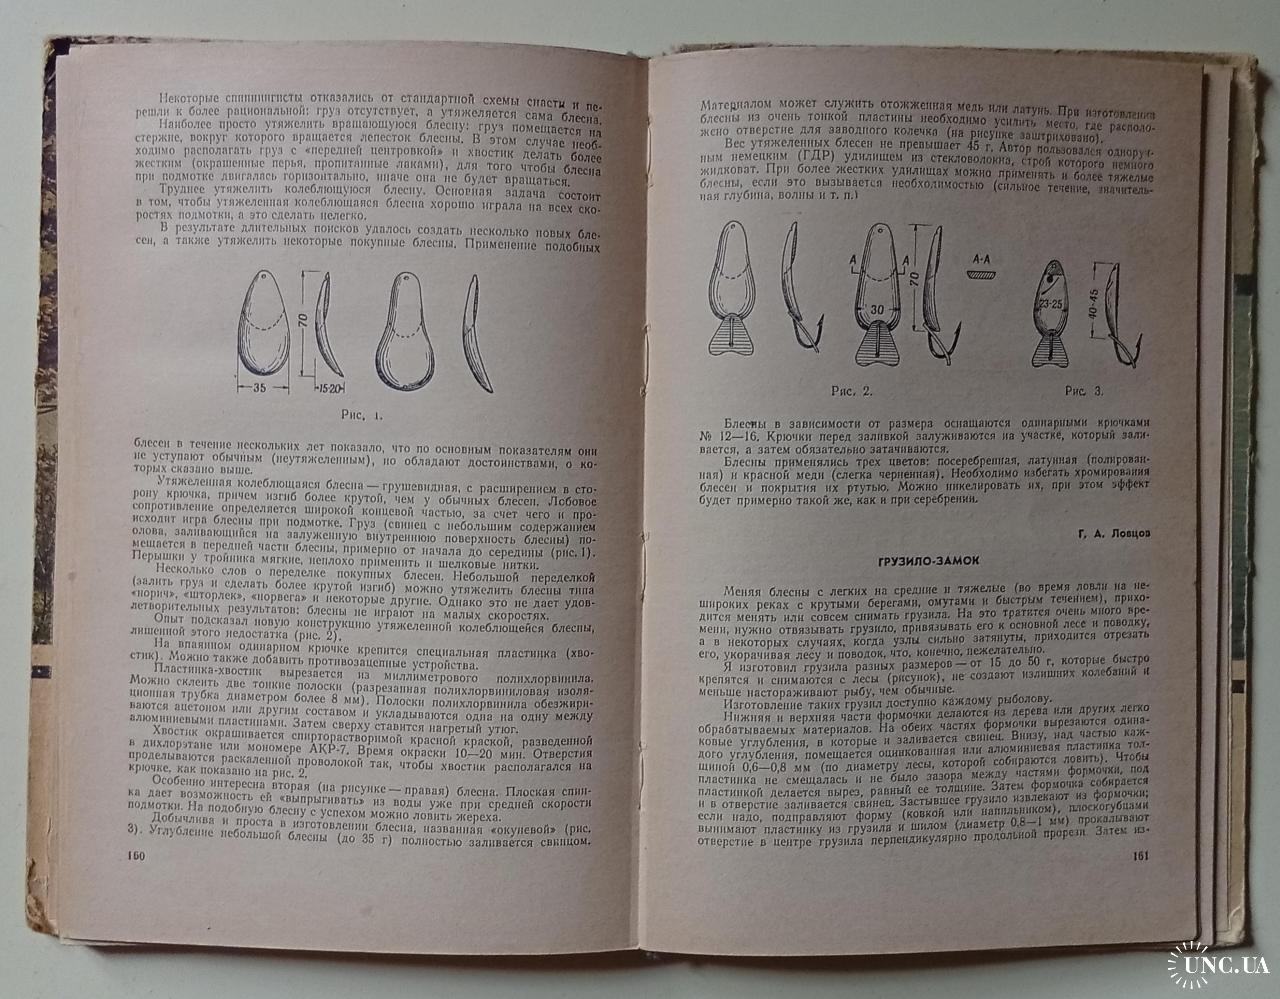 Некоторые спиннингисты отказались от стандартной схемы снасти и пе-
решли к более рациональной: груз отсутствует, а утяжеляется сама блесна.
Наиболее просто утяжелить вращающуюся блесну: груз помещается на
стержне, вокруг которого вращается лепесток блесны. В этом случае необ-
ходимо располагать груз с «передней центровкой» и хвостик делать более
жестким (окрашенные перья, пропитанные лаками), для того чтобы блесна
при подмотке двигалась горизонтально, иначе она не будет вращаться.
Труднее утяжелить колеблющуюся блесну. Основная задача состоит
в том, чтобы утяжеленная колеблющаяся блесна хорошо играла на всех ско-
ростях подмотки, а это сделать нелегко.
В результате длительных поисков удалось создать несколько новых бле-
сен, а также утяжелить некоторые покупные блесны. Применение подобных
70
35
15-20
Рис. 1.
блесен в течение нескольких лет показало, что по основным показателям они
не уступают обычным (неутяжеленным), но обладают достоинствами, о ко-
торых сказано выше.
Утяжеленная колеблющаяся блесна — грушевидная, с расширением в сто-
рону крючка, причем изгиб более крутой, чем у обычных блесен. Лобовое
сопротивление определяется широкой концевой частью, за счет чего и про-
исходит игра блесны при подмотке. Груз (свинец с небольшим содержанием
олова, заливающийся на залуженную внутреннюю поверхность блесны) по-
мещается в передней части блесны, примерно от начала до середины (рис. 1).
Перышки у тройника мягкие, неплохо применить и шелковые нитки.
Несколько слов о переделке покупных блесен. Небольшой переделкой
(залить груз и сделать более крутой изгиб) можно утяжелить блесны типа
«норич», «шторлек», «норвега» и некоторые другие. Однако это не дает удов-
летворительных результатов: блесны не играют на малых скоростях.
Опыт подсказал новую конструкцию утяжеленной колеблющейся блесны,
лишенной этого недостатка (рис. 2).
На впаянном одинарном крючке крепится специальная пластинка (хво-
стик). Можно также добавить противозацепные устройства.
Пластинка-хвостик вырезается из миллиметрового полихлорвинила.
Можно склеить две тонкие полоски (разрезанная полихлорвиниловая изоля-
ционная трубка диаметром более 8 мм). Полоски полихлорвинила обезжири-
ваются ацетоном или другим составом и укладываются одна на одну между
алюминиевыми пластинами. Затем сверху ставится нагретый утюг.
Хвостик окрашивается спирторастворимой красной краской, разведенной
в дихлорэтане или мономере АКР-7. Время окраски 10—20 мин. Отверстия
проделываются раскаленной проволокой так, чтобы хвостик располагался на
крючке, как показано на рис. 2.
Особенно интересна вторая (на рисунке — правая) блесна. Плоская спин-
ка дает возможность ей «выпрыгивать» из воды уже при средней скорости
подмотки. На подобную блесну с успехом можно ловить жереха.
Добычлива и проста в изготовлении блесна, названная «окуневой» (рис.
3). Углубление небольшой блесны (до 35 г) полностью заливается свинцом.
160
Материалом может служить отожженная медь или латунь. При изготовлении
блесны из очень тонкой пластины необходимо усилить место, где располо-
жено отверстие для заводного колечка (на рисунке заштриховано).
Вес утяжеленных блесен не превышает 45 г. Автор пользовался одноруч-
ным немецким (ГДР) удилищем из стекловолокна, строй которого немного
жидковат. При более жестких удилищах можно применять и более тяжелые
блесны, если это вызывается необходимостью (сильное течение, значитель-
ная глубина, волны и т. п.)
А А
30
70
А-А
23-25
40-45
Рис. 2.
Рис. 3.
Блесны в зависимости от размера оснащаются одинарными крючками
№ 12—16. Крючки перед заливкой залуживаются на участке, который зали-
вается, а затем обязательно затачиваются.
Блесны применялись трех цветов: посеребренная, латунная (полирован-
ная) и красной меди (слегка черненная). Необходимо избегать хромирования
блесен и покрытия их ртутью. Можно никелировать их, при этом эффект
будет примерно такой же, как и при серебрении.
Г. А. Ловцов
ГРУЗИЛО-ЗАМОК
Меняя блесны с легких на средние и тяжелые (во время ловли на не-
широких реках с крутыми берегами, омутами и быстрым течением), прихо-
дится менять или совсем снимать грузила. На это тратится очень много вре-
мени, нужно отвязывать грузило, привязывать его к основной лесе и поводку,
а в некоторых случаях, когда узлы сильно затянуты, приходится отрезать
его, укорачивая лесу и поводок, что, конечно, нежелательно.
Я изготовил грузила разных размеров — от 15 до 50 г, которые быстро
крепятся и снимаются с лесы (рисунок), не создают излишних колебаний и
меньше настораживают рыбу, чем обычные.
Изготовление таких грузил доступно каждому рыболову.
Нижняя и верхняя части формочки делаются из дерева или других легко
обрабатываемых материалов. На обеих частях формочки вырезаются одина-
ковые углубления, в которые и заливается свинец. Внизу, над частью каж-
дого углубления, помещается оцинкованная или алюминиевая пластинка тол-
щиной 0,6—0,8 мм (по диаметру лесы, которой собираются ловить). Чтобы
пластинка не смещалась и не было зазора между частями формочки, под
пластинкой делается вырез, равный ее толщине. Затем формочка собирается
и в отверстие заливается свинец. Застывшее грузило извлекают из формочки;
если надо, подправляют форму (ковкой или напильником), плоскогубцами
вынимают пластинку из грузила и шилом (диаметр 0,8—1 мм) прокалывают
отверстие в центре грузила перпендикулярно продольной прорези. Затем из-
161
UNC.UA